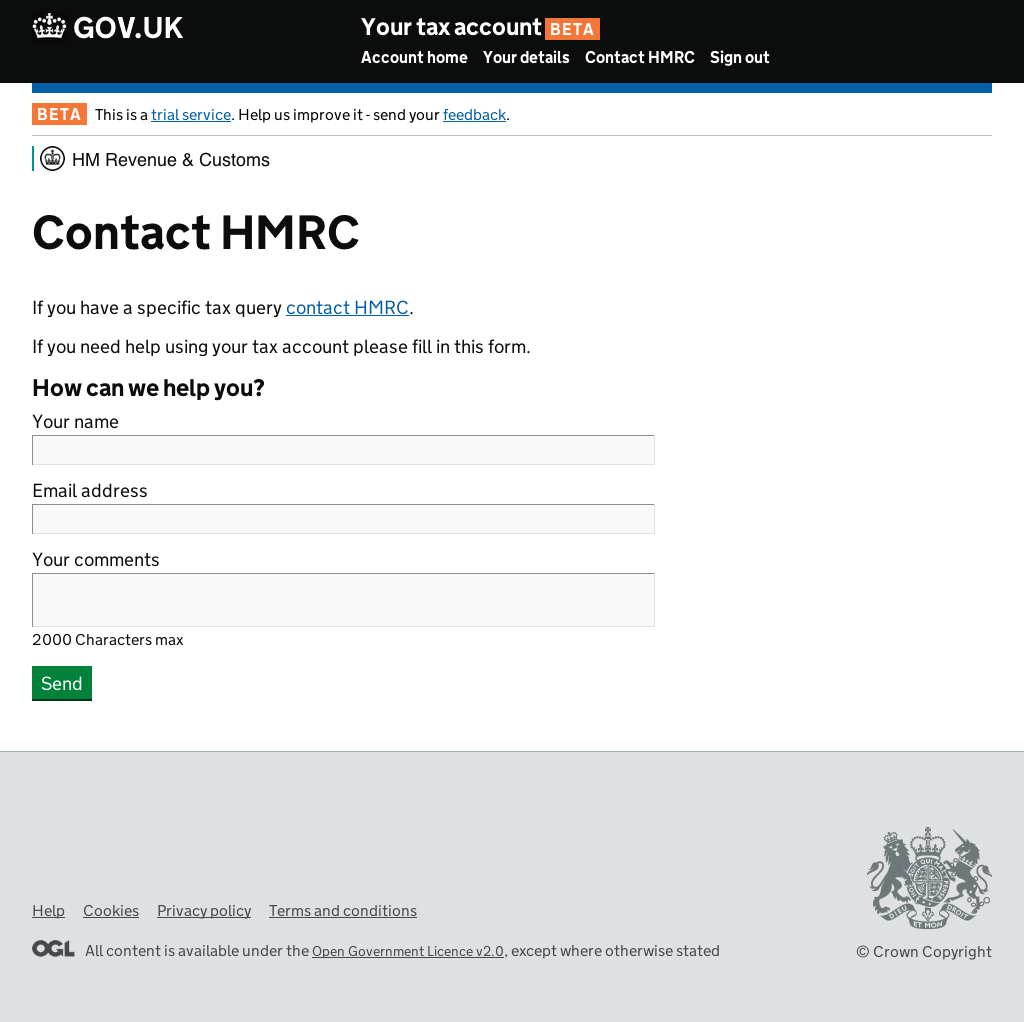 GOV.UK
Your tax account BETA
Account home Your details Contact HMRC Sign out
BETA This is a trial service. Help us improve it - send your feedback.
HM Revenue & Customs
Contact HMRC
If you have a specific tax query contact HMRC.
If you need help using your tax account please fill in this form.
How can we help you?
Your name
Email address
Your comments
2000 Characters max
Send
Help Cookies Privacy policy Terms and conditions
OGL All content is available under the Open Government Licence v2.0, except where otherwise stated
DIEU ET MON DROIT
© Crown Copyright